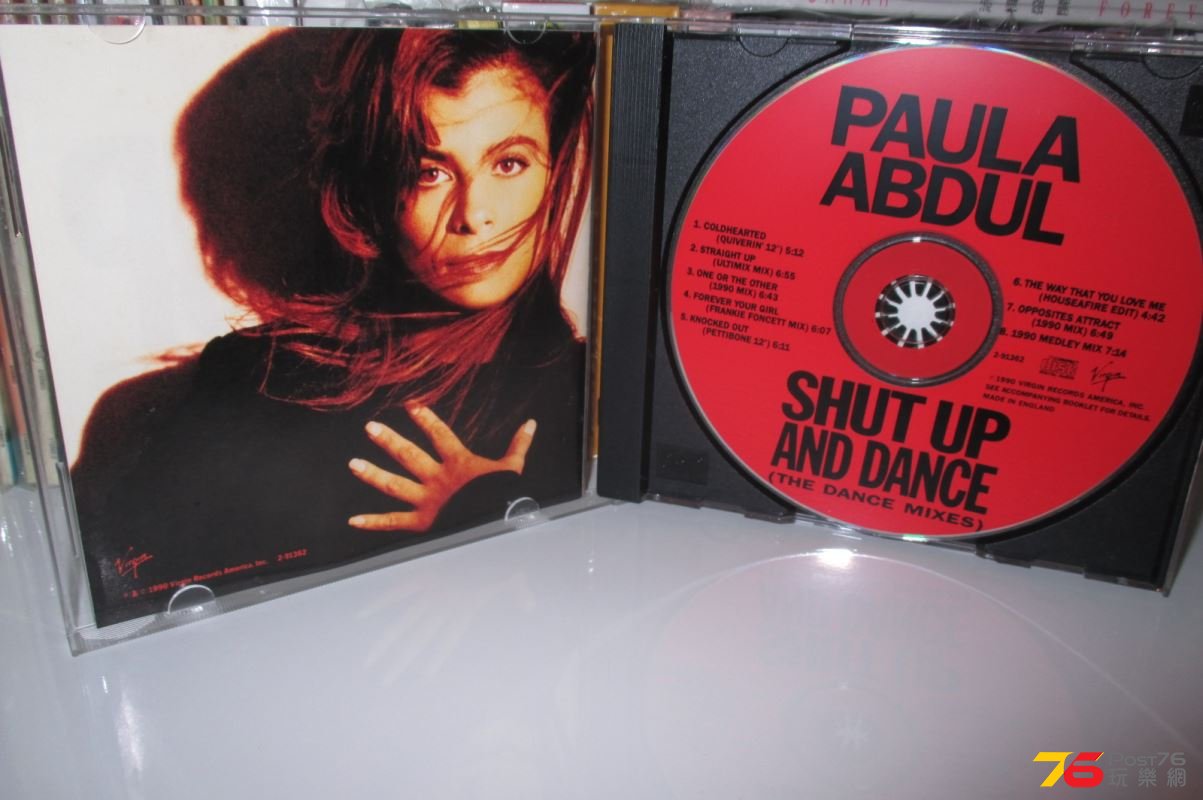 SARAH
FOREVER
PAULA
ABDUL
1. COLDHEARTED
(QUIVERIN' 12") 5:12
2. STRAIGHT UP
(ULTIMIX MIX) 6:55
3. ONE OR THE OTHER
(1990 MIX) 6:43
4. FOREVER YOUR GIRL
(FRANKIE FONCETT MIX) 6:07
5. KNOCKED OUT
(PETTIBONE 12") 6:11
6. THE WAY THAT YOU LOVE ME
(HOUSEAFIRE EDIT) 4:42
7. OPPOSITES ATTRACT
(1990 MIX) 6:49
8. 1990 MEDLEY MIX 7:14
2-91362
disc
Virgin
© 1990 VIRGIN RECORDS AMERICA, INC.
SEE ACCOMPANYING BOOKLET FOR DETAILS.
MADE IN ENGLAND
SHUT UP
AND DANCE
(THE DANCE MIXES)
Virgin
℗ & © 1990 Virgin Records America, Inc. 2-91362
76 Post76
玩樂網